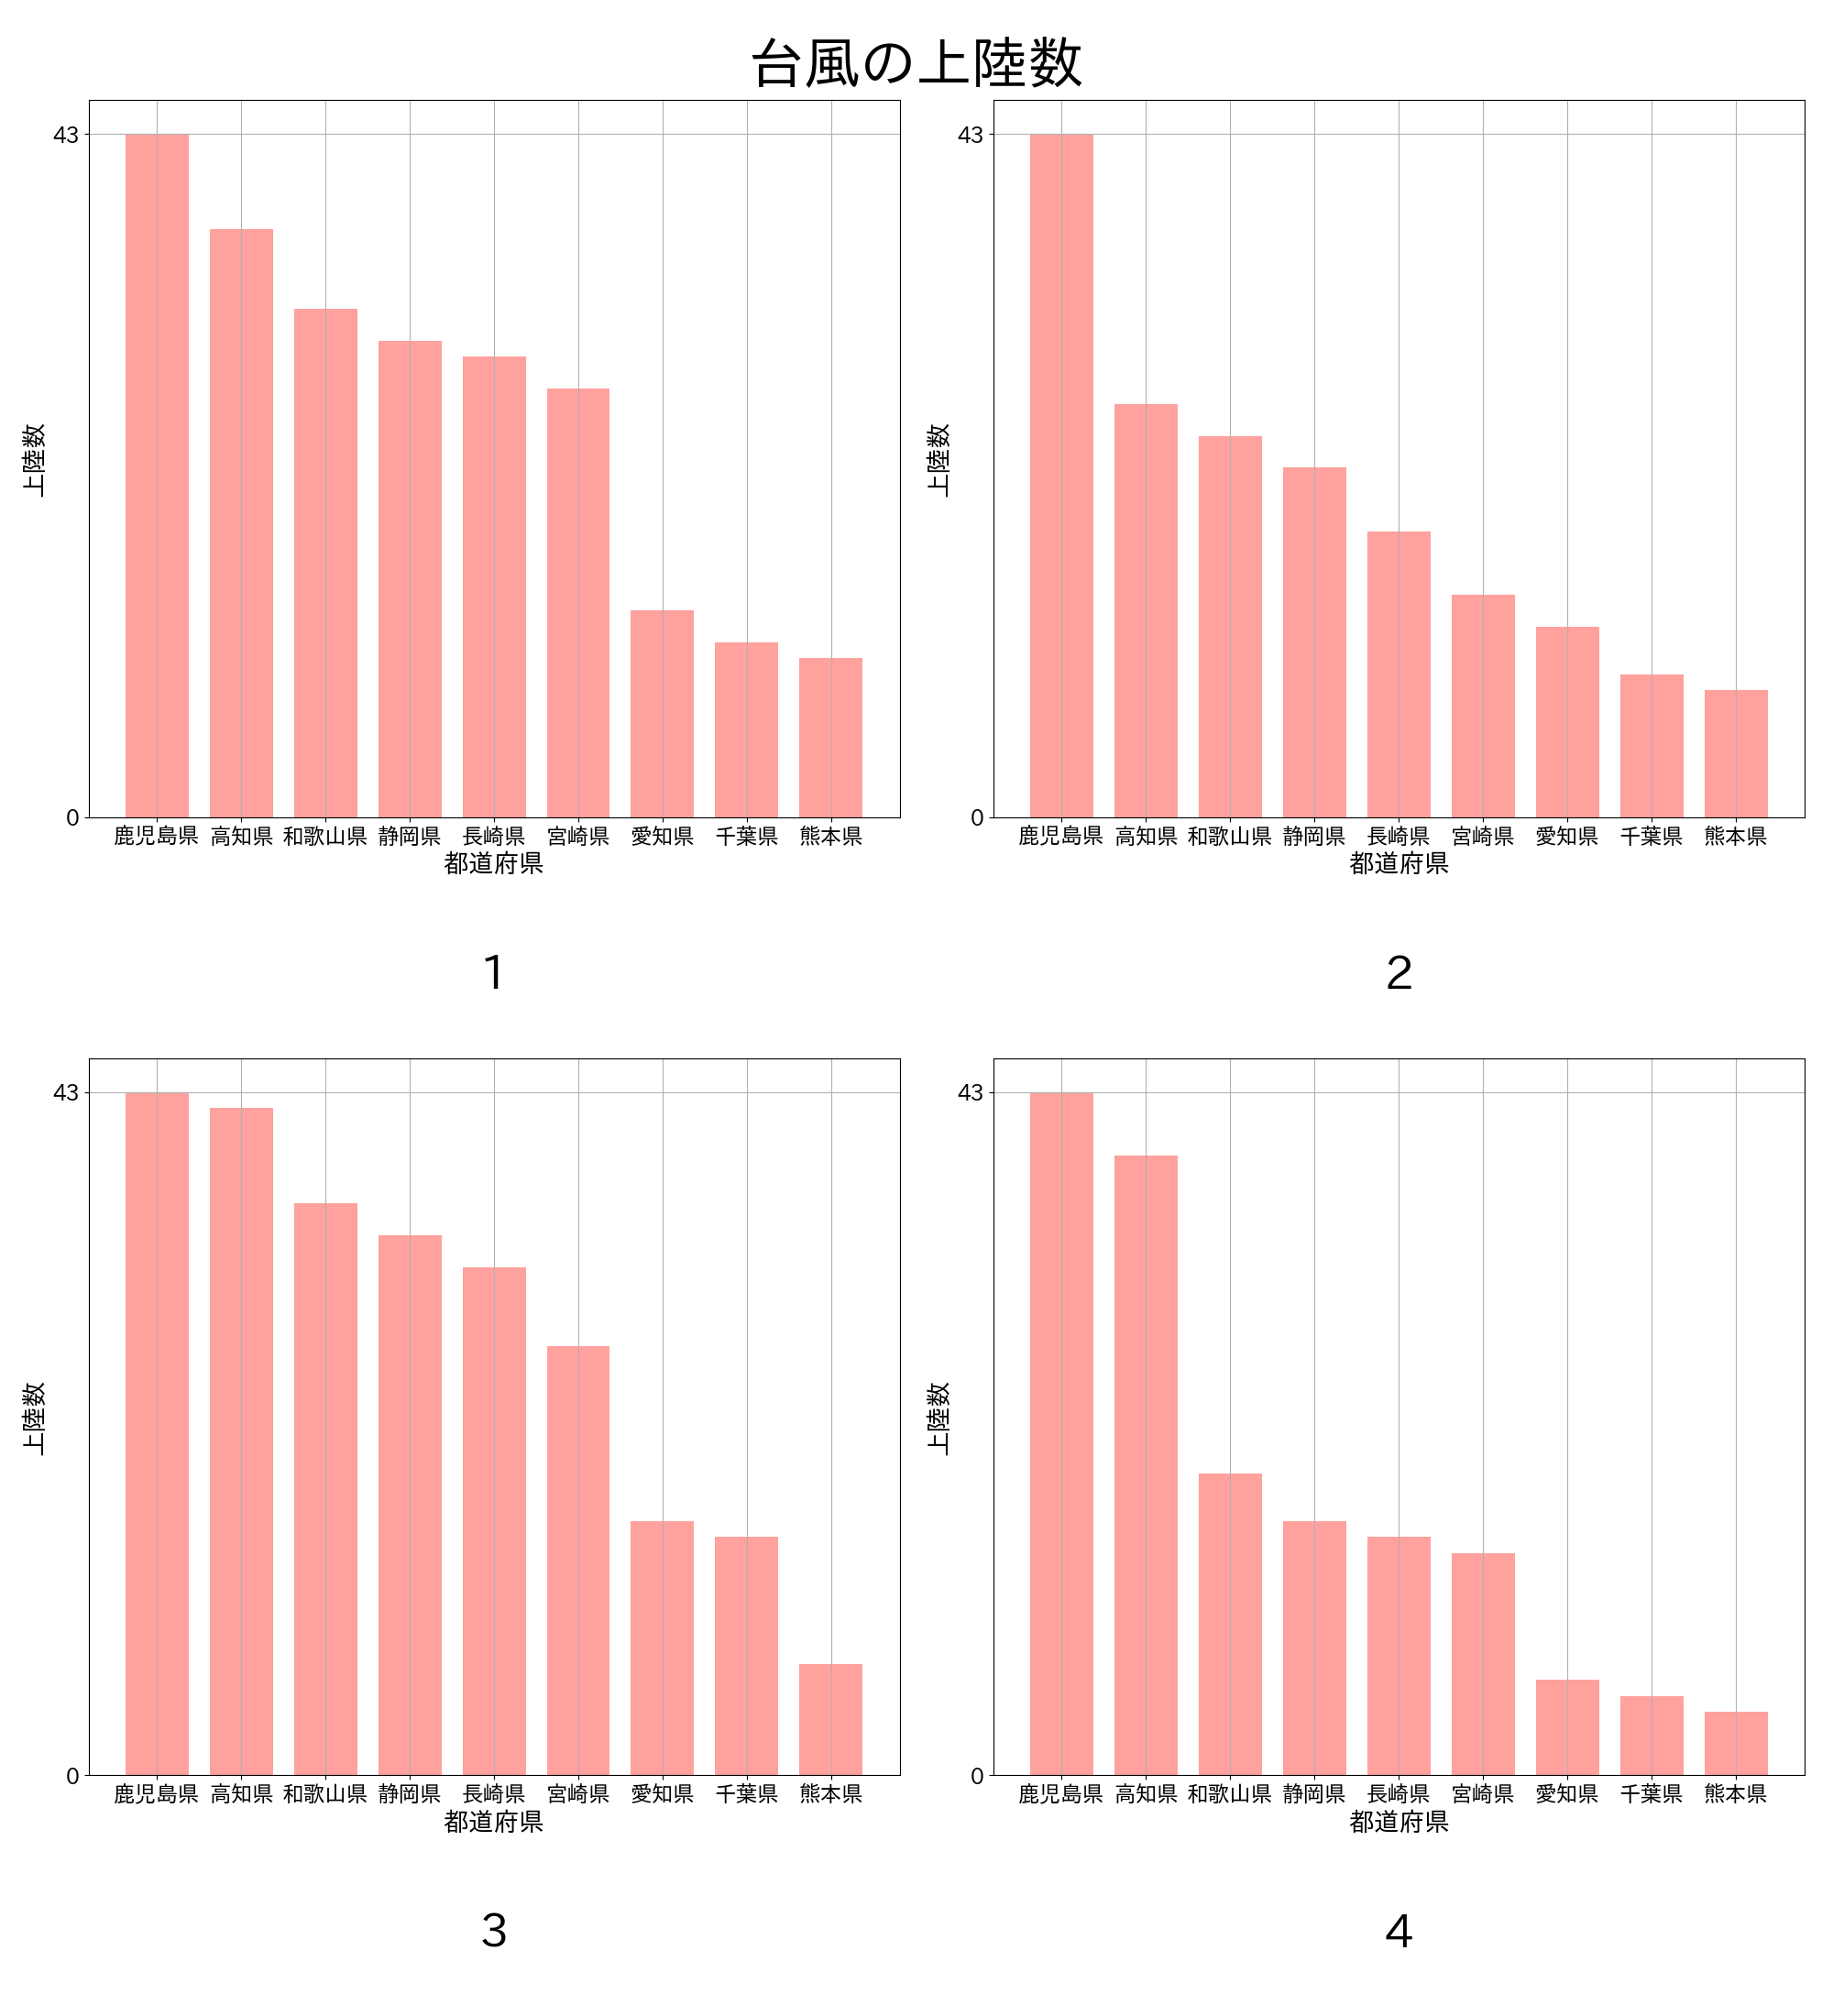 台風の上陸数
43
0
上陸数
鹿児島県 高知県 和歌山県 静岡県 長崎県 宮崎県 愛知県 千葉県 熊本県
都道府県
1
43
0
上陸数
鹿児島県 高知県 和歌山県 静岡県 長崎県 宮崎県 愛知県 千葉県 熊本県
都道府県
2
43
0
上陸数
鹿児島県 高知県 和歌山県 静岡県 長崎県 宮崎県 愛知県 千葉県 熊本県
都道府県
3
43
0
上陸数
鹿児島県 高知県 和歌山県 静岡県 長崎県 宮崎県 愛知県 千葉県 熊本県
都道府県
4